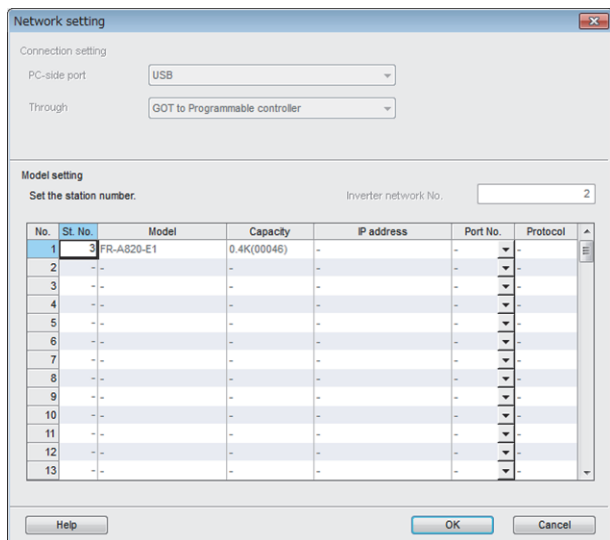 Network setting
Connection setting
PC-side port USB
Through GOT to Programmable controller
Model setting
Set the station number. Inverter network No. 2
No. St. No. Model Capacity IP address Port No. Protocol
1 3 FR-A820-E1 0.4K(00046) - - -
2 - - - - - -
3 - - - - - -
4 - - - - - -
5 - - - - - -
6 - - - - - -
7 - - - - - -
8 - - - - - -
9 - - - - - -
10 - - - - - -
11 - - - - - -
12 - - - - - -
13 - - - - - -
Help OK Cancel